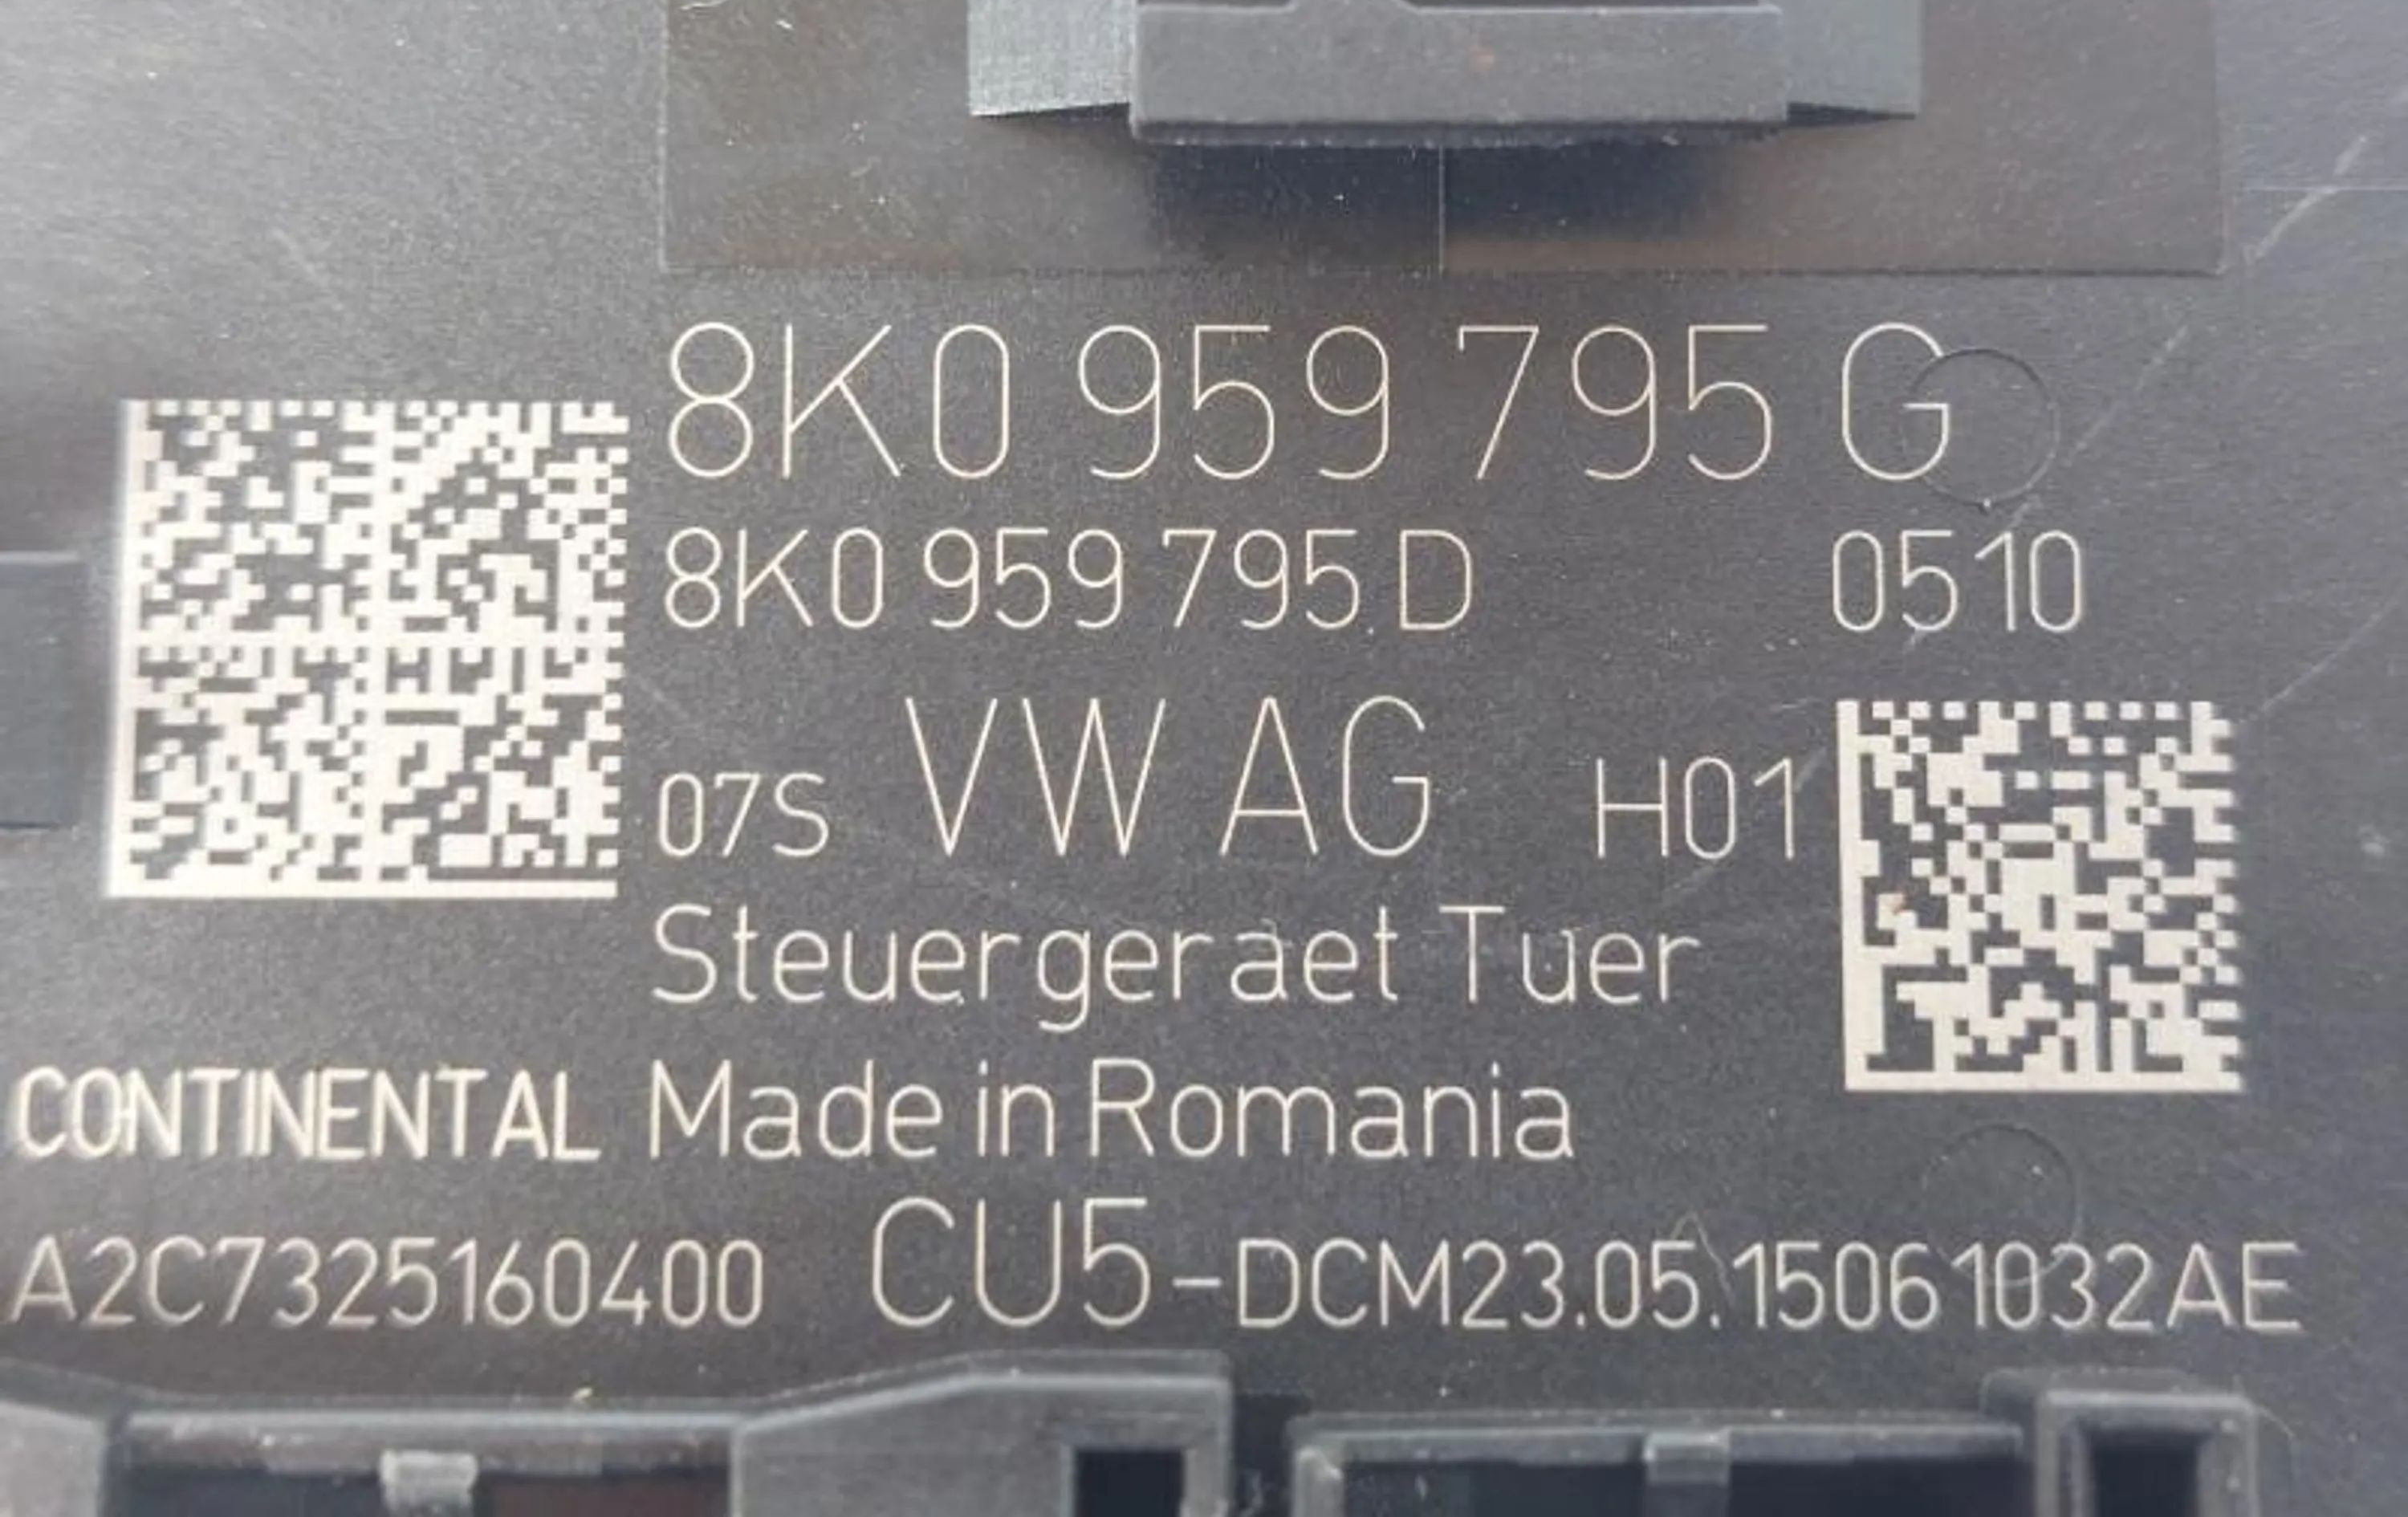 8K0 959 795 G
8K0 959 795 D 0510
07S VW AG H01
Steuergeraet Tuer
CONTINENTAL Made in Romania
A2C7325160400 CU5-DCM23.05.15061032AE